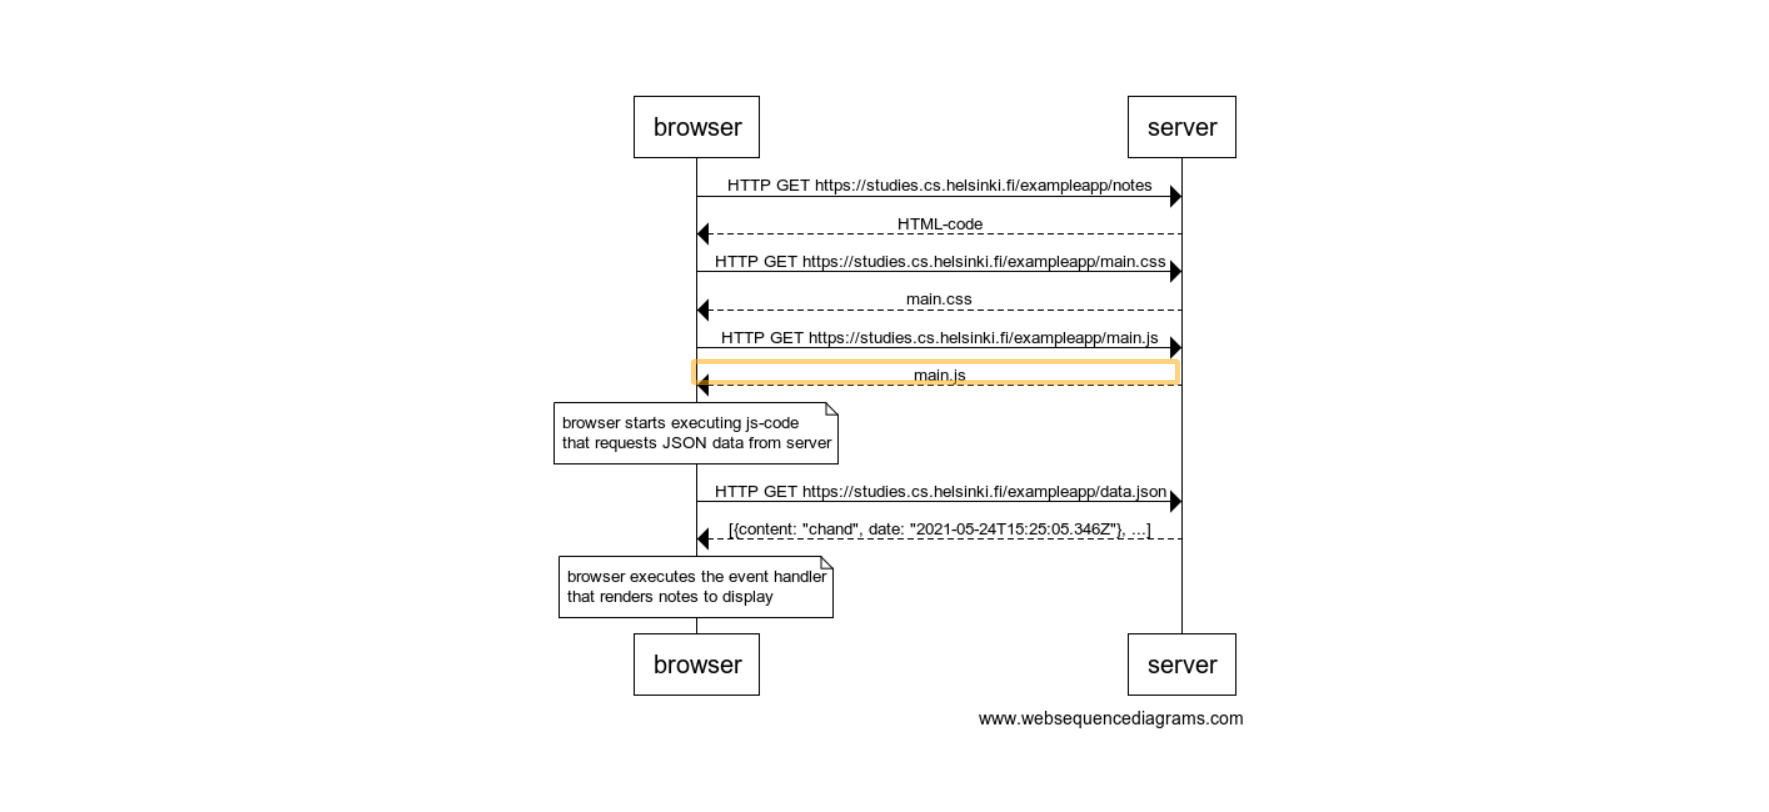 browser
server
HTTP GET https://studies.cs.helsinki.fi/exampleapp/notes
HTML-code
HTTP GET https://studies.cs.helsinki.fi/exampleapp/main.css
main.css
HTTP GET https://studies.cs.helsinki.fi/exampleapp/main.js
main.js
browser starts executing js-code
that requests JSON data from server
HTTP GET https://studies.cs.helsinki.fi/exampleapp/data.json
[{content: "chand", date: "2021-05-24T15:25:05.346Z"}, ...]
browser executes the event handler
that renders notes to display
browser
server
www.websequencediagrams.com